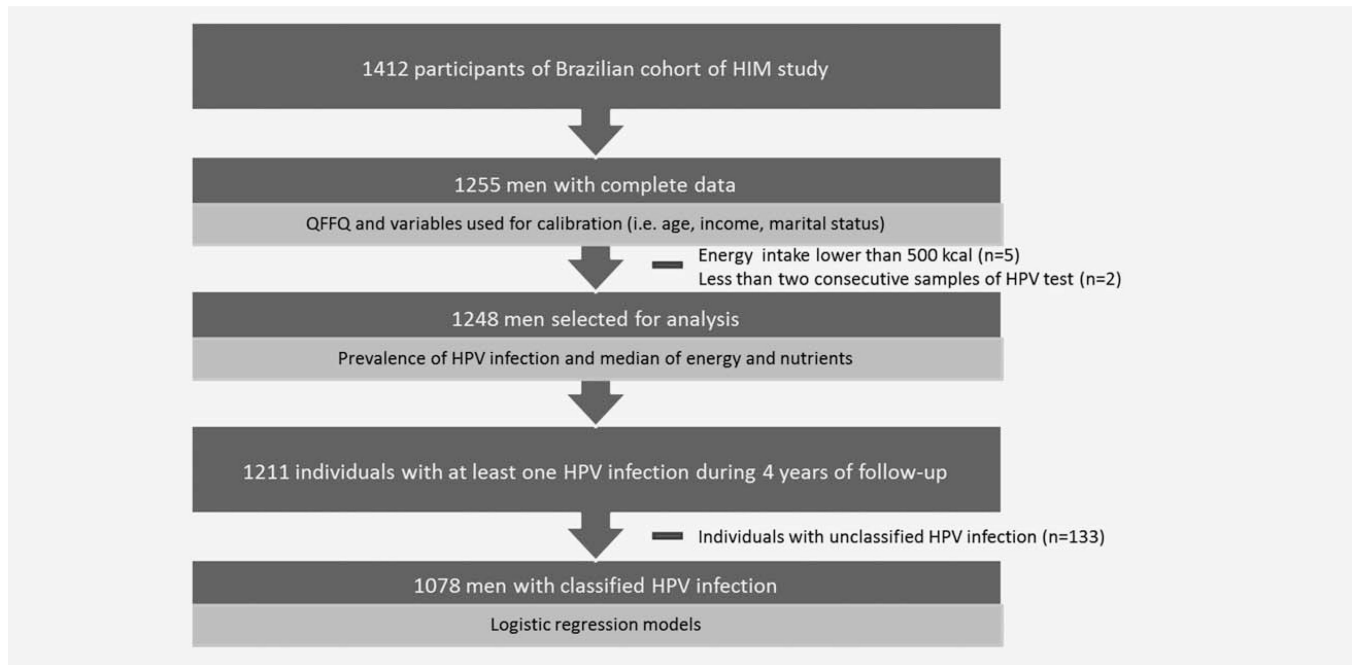 1412 participants of Brazilian cohort of HIM study
1255 men with complete data
QFFQ and variables used for calibration (i.e. age, income, marital status)
Energy intake lower than 500 kcal (n=5)
Less than two consecutive samples of HPV test (n=2)
1248 men selected for analysis
Prevalence of HPV infection and median of energy and nutrients
1211 individuals with at least one HPV infection during 4 years of follow-up
Individuals with unclassified HPV infection (n=133)
1078 men with classified HPV infection
Logistic regression models